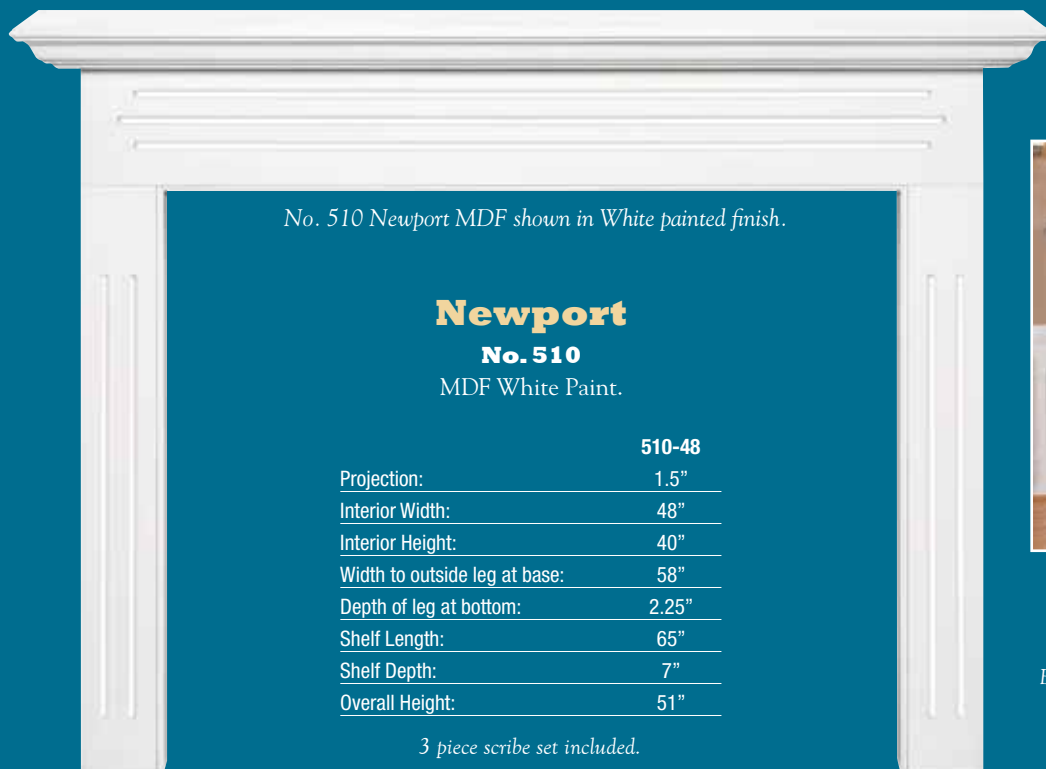 No. 510 Newport MDF shown in White painted finish.
Newport
No. 510
MDF White Paint.
510-48
Projection: 1.5”
Interior Width: 48”
Interior Height: 40”
Width to outside leg at base: 58”
Depth of leg at bottom: 2.25”
Shelf Length: 65”
Shelf Depth: 7”
Overall Height: 51”
3 piece scribe set included.